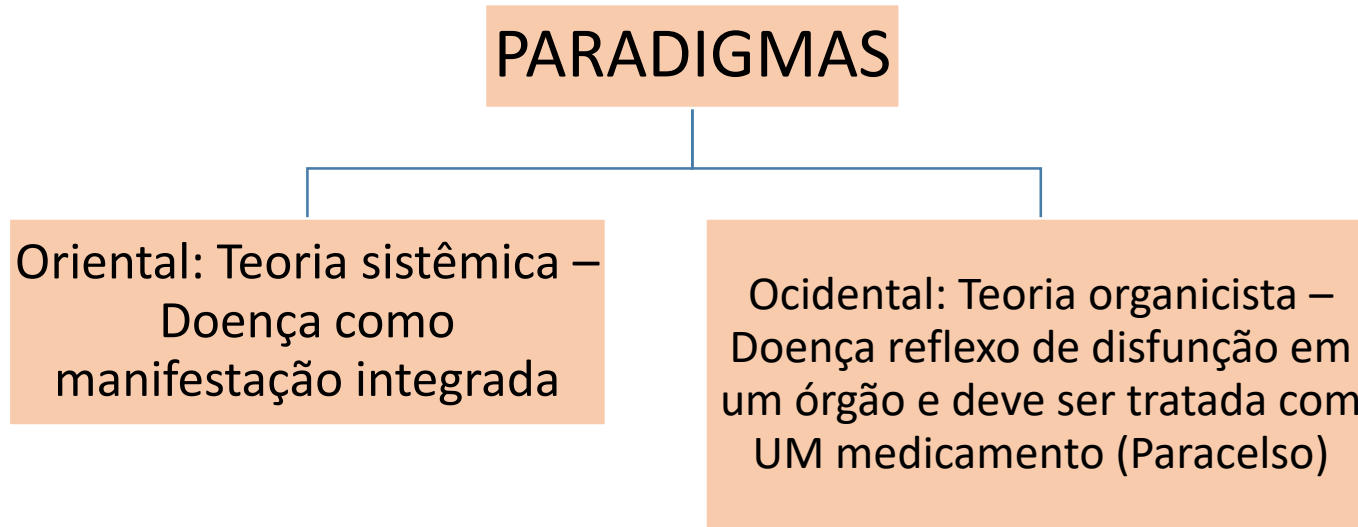 PARADIGMAS
Oriental: Teoria sistêmica –
Doença como
manifestação integrada
Ocidental: Teoria organicista –
Doença reflexo de disfunção em
um órgão e deve ser tratada com
UM medicamento (Paracelso)